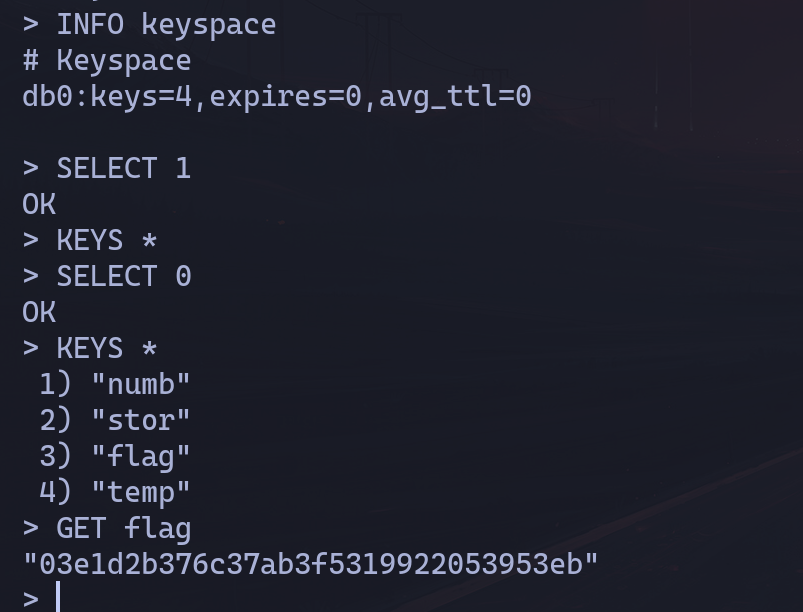 > INFO keyspace
# Keyspace
db0:keys=4,expires=0,avg_ttl=0
> SELECT 1
OK
> KEYS *
> SELECT 0
OK
> KEYS *
1) "numb"
2) "stor"
3) "flag"
4) "temp"
> GET flag
"03e1d2b376c37ab3f5319922053953eb"
>